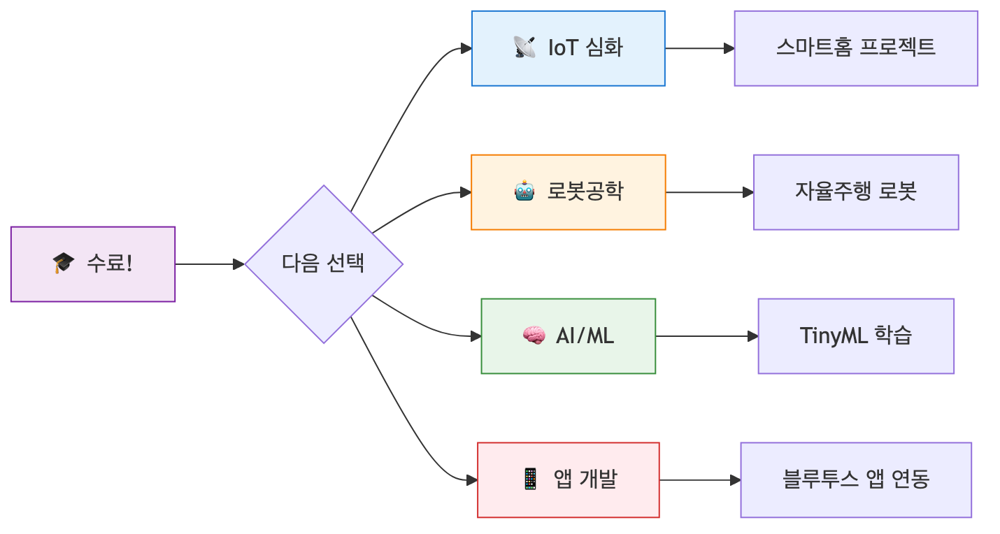 🎓 수료!
다음 선택
📡 IoT 심화
스마트홈 프로젝트
🤖 로봇공학
자율주행 로봇
🧠 AI/ML
TinyML 학습
📱 앱 개발
블루투스 앱 연동